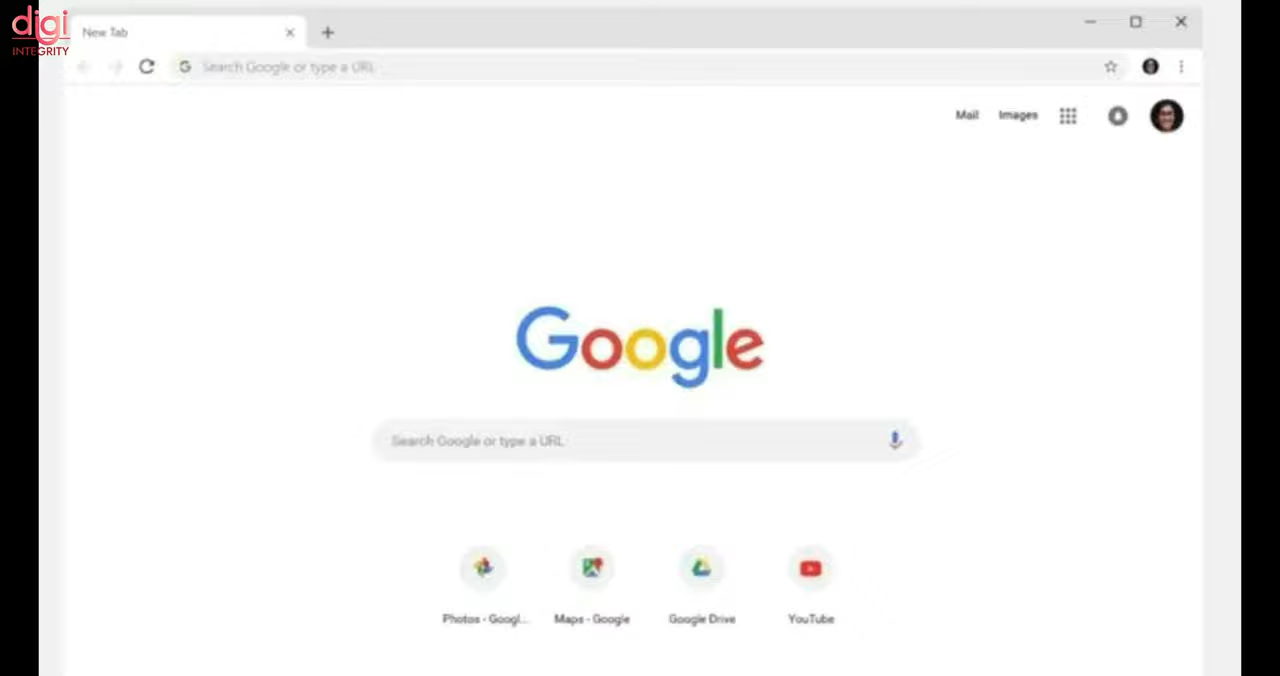 digi
INTEGRITY
New Tab
Search Google or type a URL
Mail Images
Google
Search Google or type a URL
Photos - Googl...
Maps - Google
Google Drive
YouTube